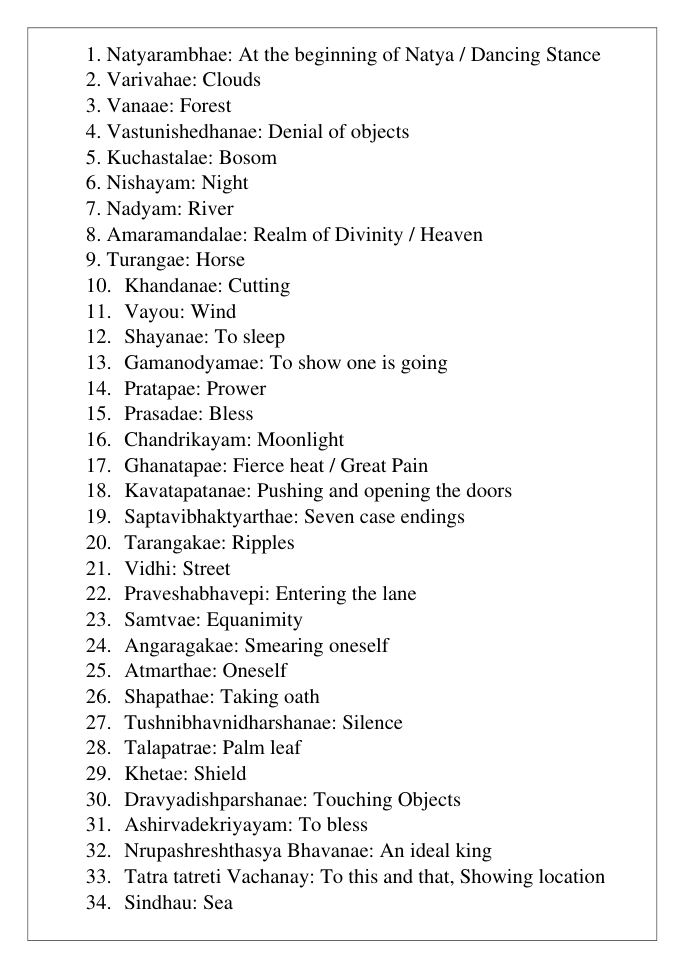 1. Natyarambhae: At the beginning of Natya / Dancing Stance
2. Varivahae: Clouds
3. Vanaae: Forest
4. Vastunishedhanae: Denial of objects
5. Kuchastalae: Bosom
6. Nishayam: Night
7. Nadyam: River
8. Amaramandalae: Realm of Divinity / Heaven
9. Turangae: Horse
10. Khandanae: Cutting
11. Vayou: Wind
12. Shayanae: To sleep
13. Gamanodyamae: To show one is going
14. Pratapae: Prower
15. Prasadae: Bless
16. Chandrikayam: Moonlight
17. Ghanatapae: Fierce heat / Great Pain
18. Kavatapatanae: Pushing and opening the doors
19. Saptavibhaktyarthae: Seven case endings
20. Tarangakae: Ripples
21. Vidhi: Street
22. Praveshabhavepi: Entering the lane
23. Samtvae: Equanimity
24. Angaragakae: Smearing oneself
25. Atmarthae: Oneself
26. Shapathae: Taking oath
27. Tushnibhavnidharshanae: Silence
28. Talapatrae: Palm leaf
29. Khetae: Shield
30. Dravyadishparshanae: Touching Objects
31. Ashirvadekriyayam: To bless
32. Nrupashreshthasya Bhavanae: An ideal king
33. Tatra tatreti Vachanay: To this and that, Showing location
34. Sindhau: Sea